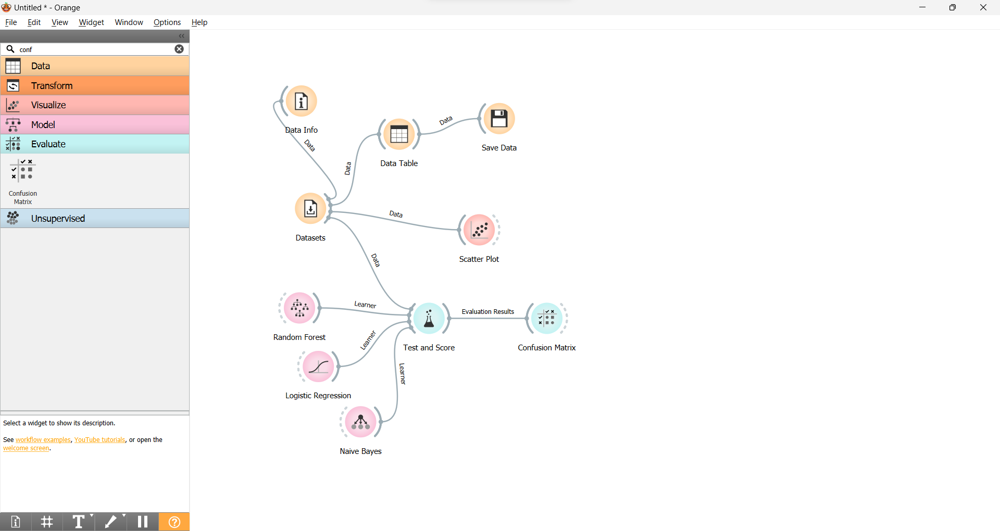 Untitled * - Orange
File Edit View Widget Window Options Help
conf
Data
Transform
Visualize
Model
Evaluate
Confusion
Matrix
Unsupervised
Select a widget to show its description.
See workflow examples, YouTube tutorials, or open the
welcome screen.
Data Info
Data
Data Table
Data
Save Data
Data
Datasets
Data
Scatter Plot
Data
Random Forest
Learner
Logistic Regression
Learner
Naive Bayes
Learner
Test and Score
Evaluation Results
Confusion Matrix